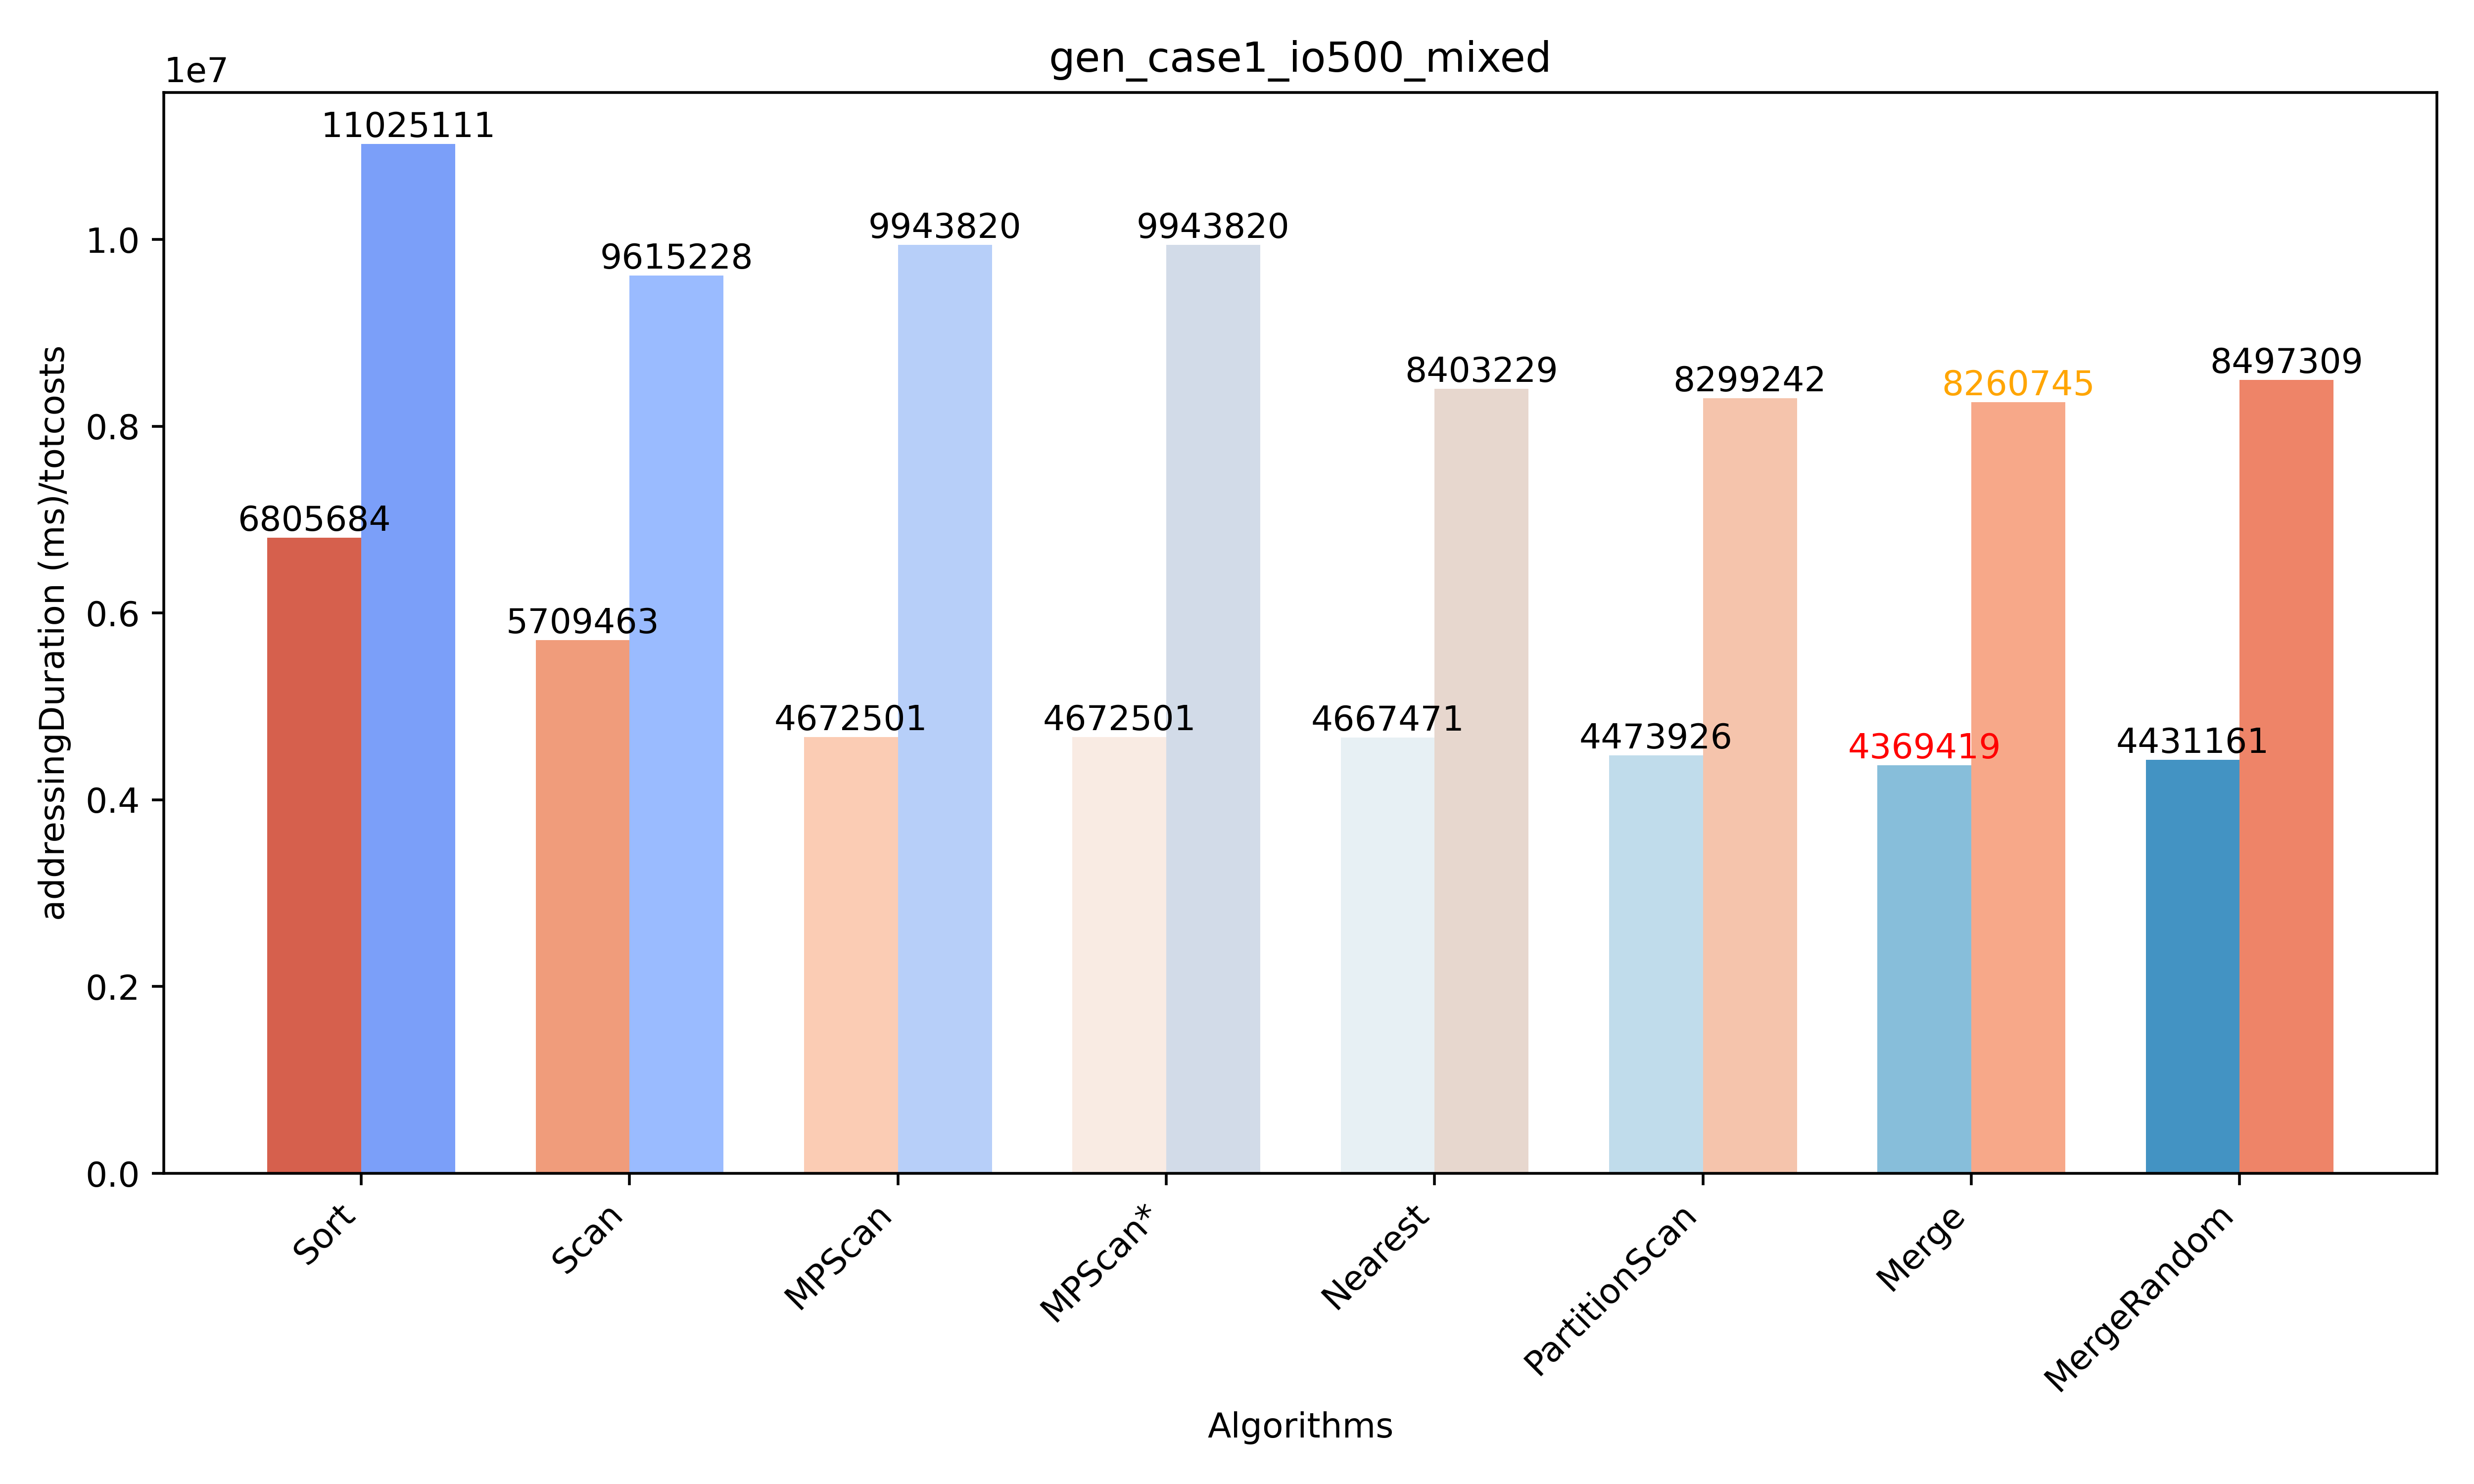 gen_case1_io500_mixed
1e7
11025111
9943820
9943820
9615228
8403229
8299242
8260745
8497309
6805684
5709463
4672501
4672501
4667471
4473926
4369419
4431161
1.0
0.8
0.6
0.4
0.2
0.0
addressingDuration (ms)/totcosts
Sort
Scan
MPScan
MPScan*
Nearest
PartitionScan
Merge
MergeRandom
Algorithms